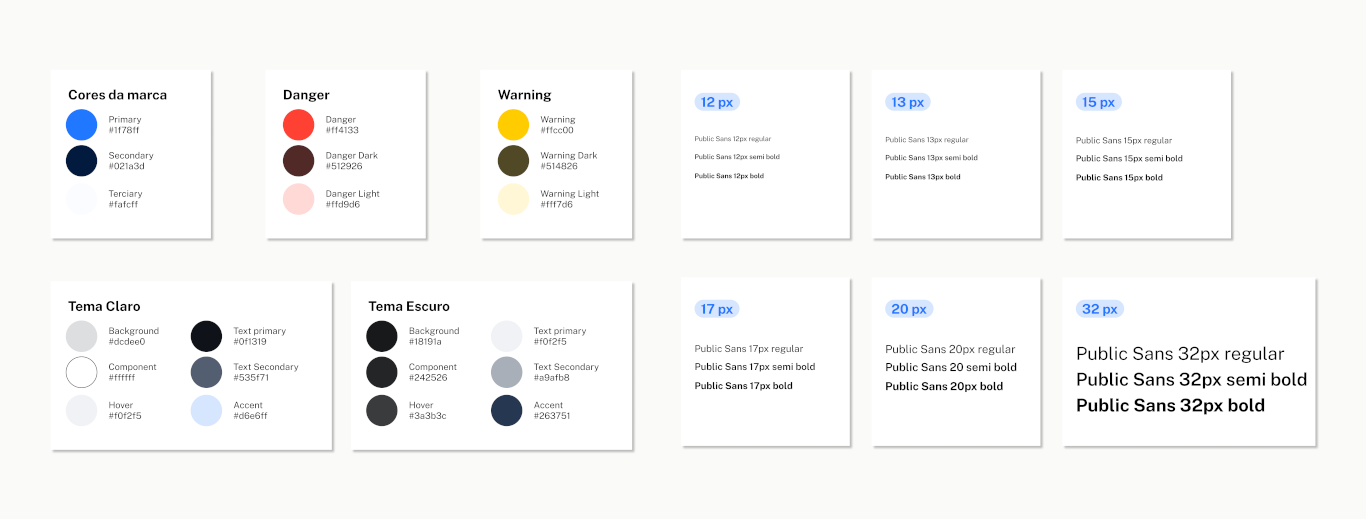 Cores da marca
Primary
#1f78ff
Secondary
#021a3d
Terciary
#fafcff
Danger
Danger
#ff4133
Danger Dark
#512926
Danger Light
#ffd9d6
Warning
Warning
#ffcc00
Warning Dark
#514826
Warning Light
#fff7d6
12 px
Public Sans 12px regular
Public Sans 12px semi bold
Public Sans 12px bold
13 px
Public Sans 13px regular
Public Sans 13px semi bold
Public Sans 13px bold
15 px
Public Sans 15px regular
Public Sans 15px semi bold
Public Sans 15px bold
Tema Claro
Background
#dcdee0
Component
#ffffff
Hover
#f0f2f5
Text primary
#0f1319
Text Secondary
#535f71
Accent
#d6e6ff
Tema Escuro
Background
#18191a
Component
#242526
Hover
#3a3b3c
Text primary
#f0f2f5
Text Secondary
#a9afb8
Accent
#263751
17 px
Public Sans 17px regular
Public Sans 17px semi bold
Public Sans 17px bold
20 px
Public Sans 20px regular
Public Sans 20 semi bold
Public Sans 20px bold
32 px
Public Sans 32px regular
Public Sans 32px semi bold
Public Sans 32px bold